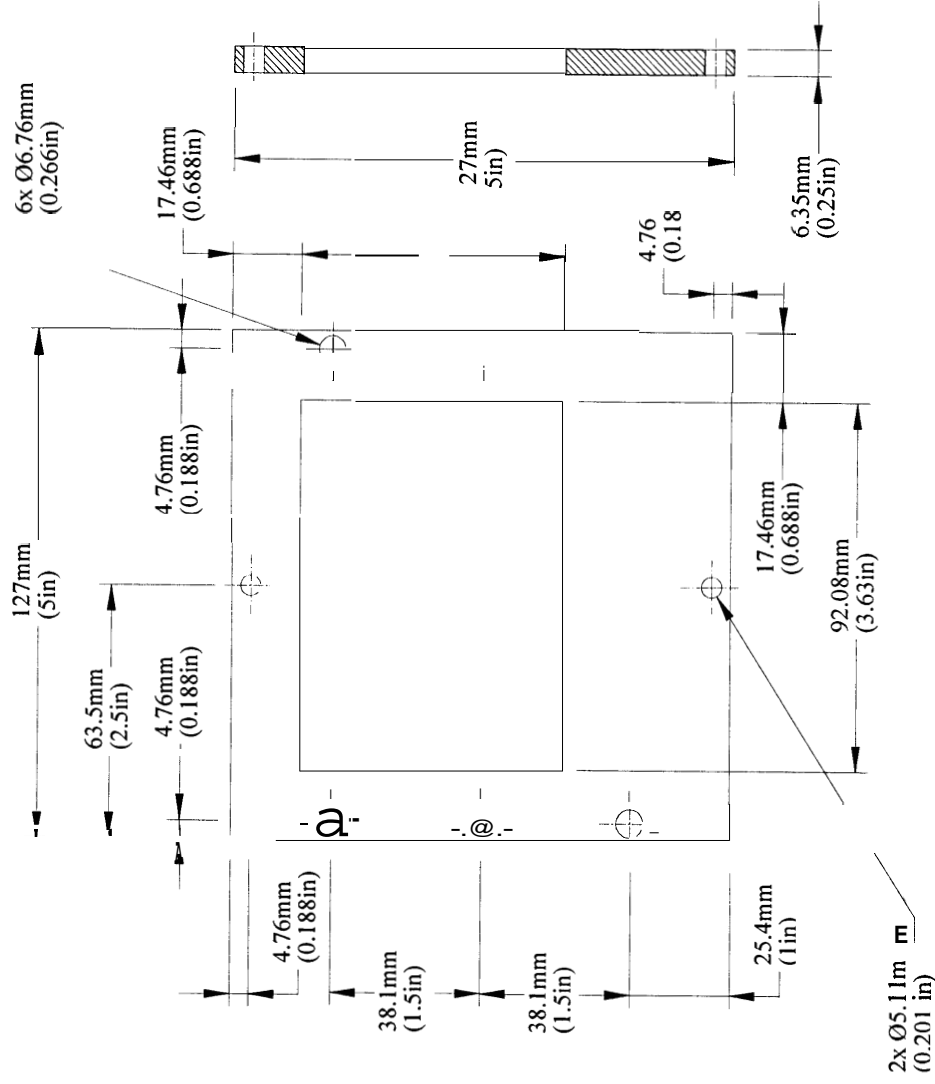 6x Ø6.76mm
(0.266in)
17.46mm
(0.688in)
27mm
5in)
6.35mm
(0.25in)
4.76
(0.18
127mm
(5in)
4.76mm
(0.188in)
63.5mm
(2.5in)
4.76mm
(0.188in)
17.46mm
(0.688in)
92.08mm
(3.63in)
-a-
-.@.-
4.76mm
(0.188in)
38.1mm
(1.5in)
38.1mm
(1.5in)
25.4mm
(1in)
2x Ø5.11m E
(0.201 in)